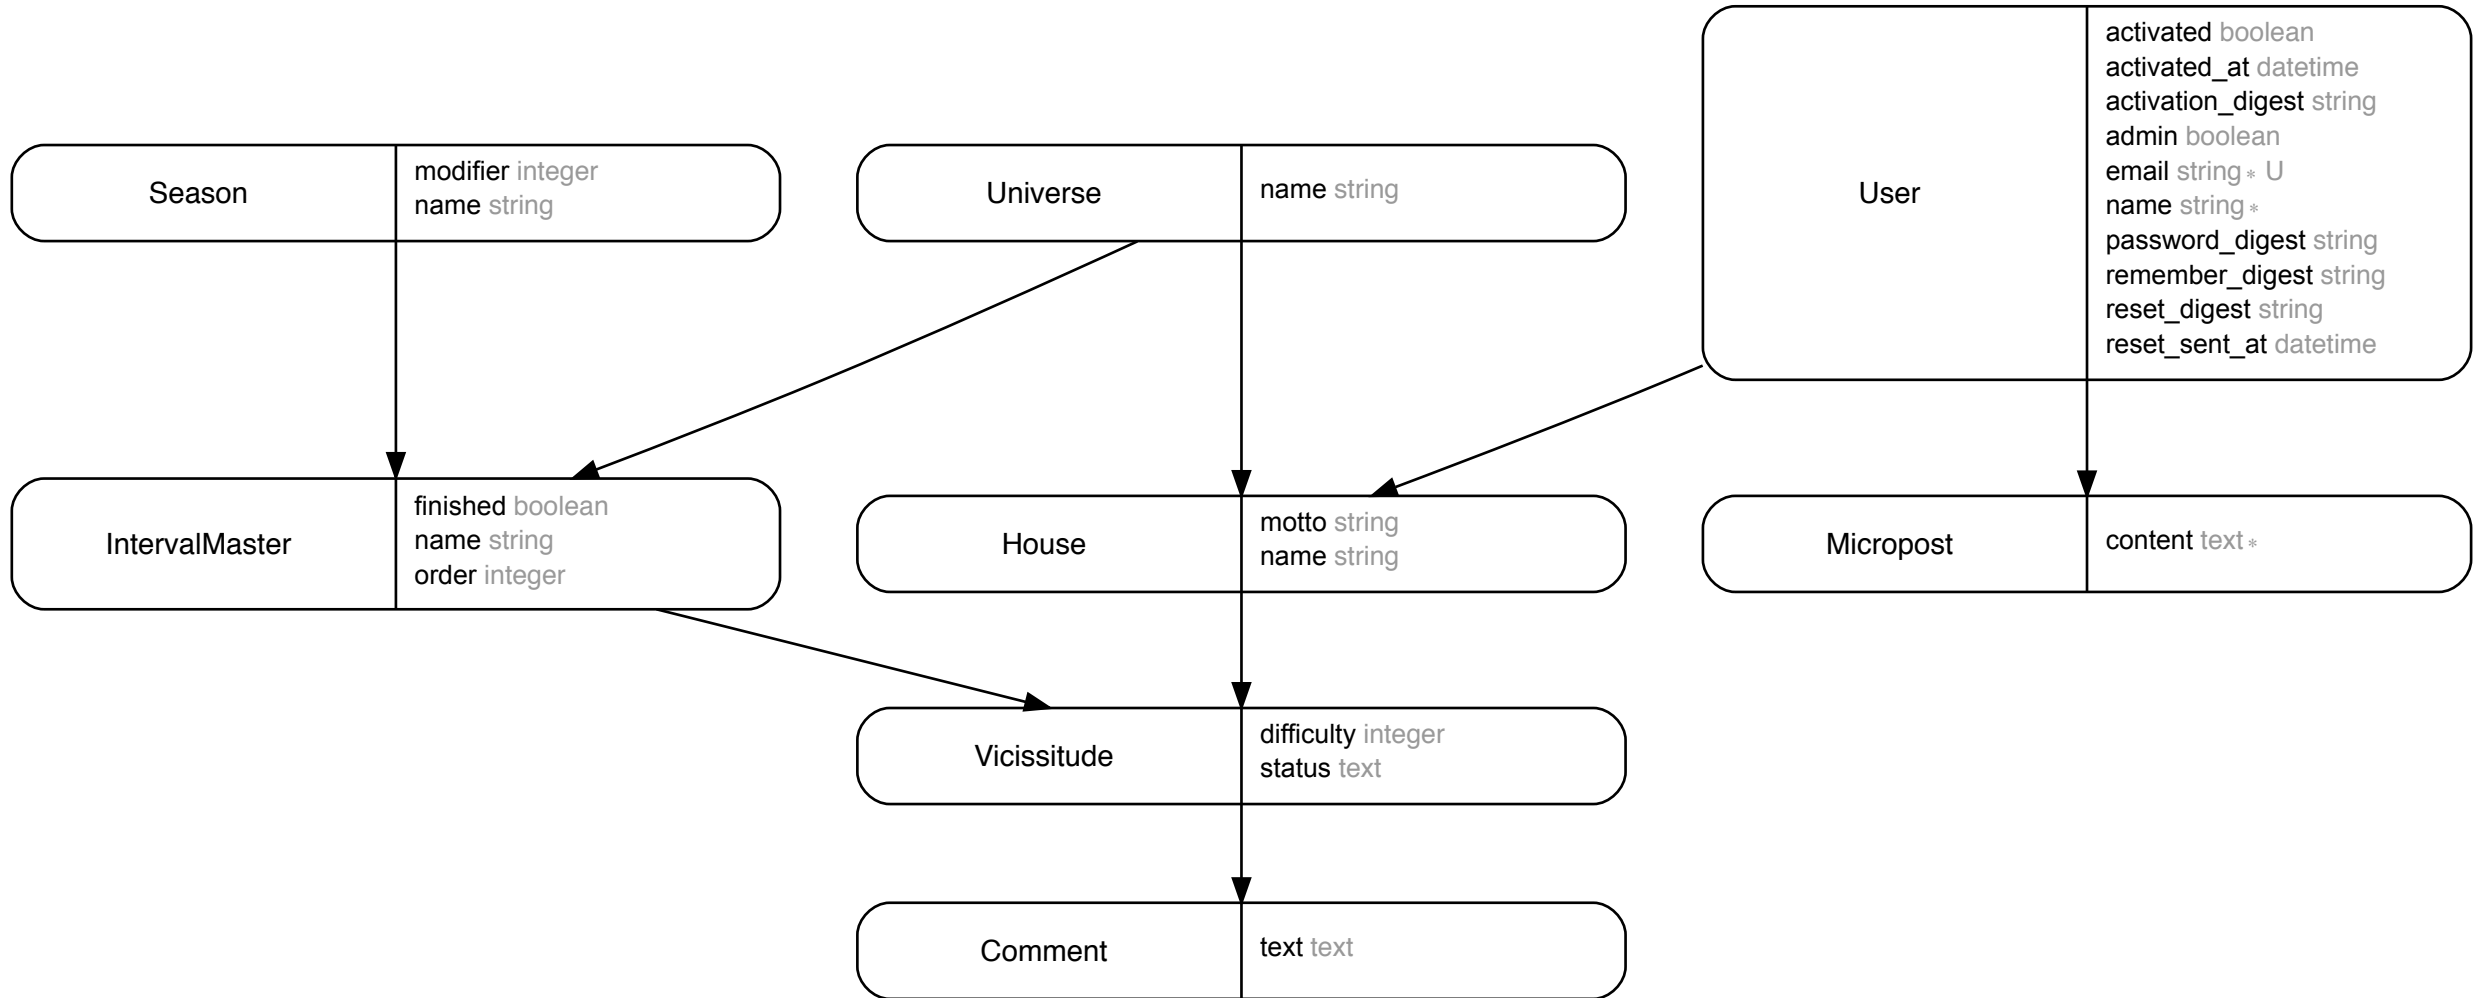 activated boolean
activated_at datetime
activation_digest string
admin boolean
email string * U
name string *
password_digest string
remember_digest string
reset_digest string
reset_sent_at datetime
User
Season
modifier integer
name string
Universe
name string
IntervalMaster
finished boolean
name string
order integer
House
motto string
name string
Micropost
content text *
Vicissitude
difficulty integer
status text
Comment
text text